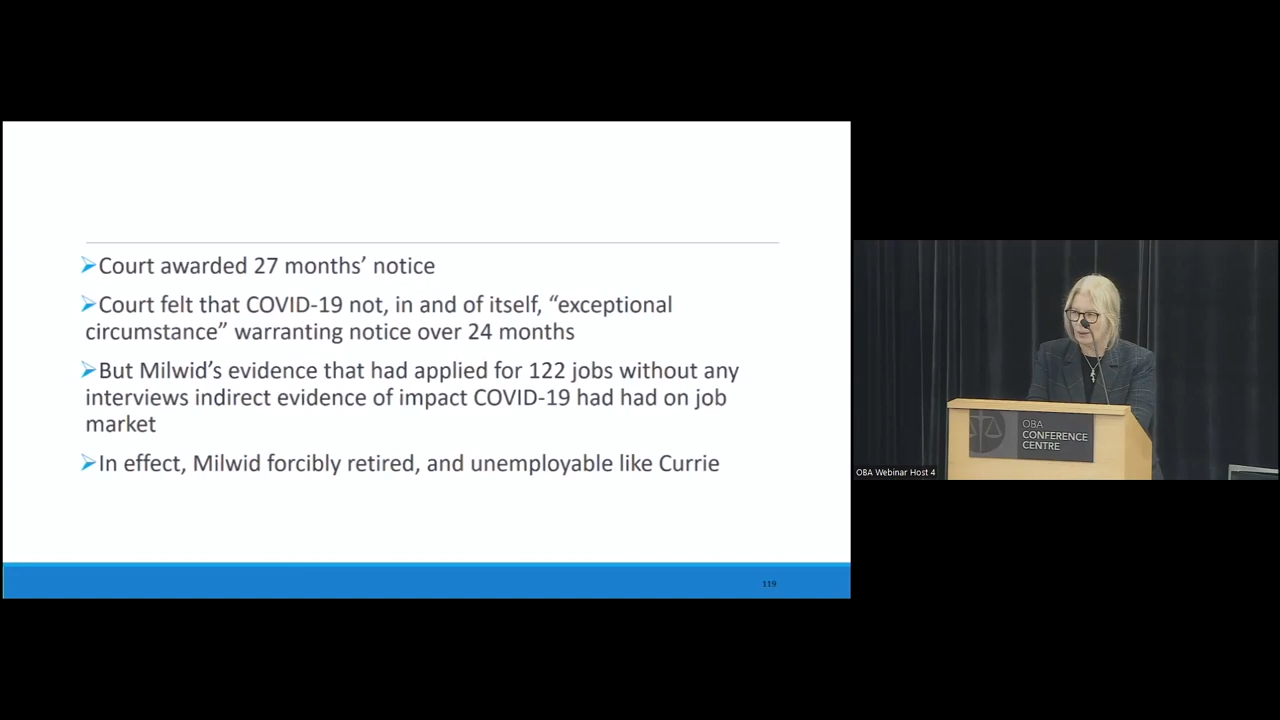 ➢Court awarded 27 months’ notice
➢Court felt that COVID-19 not, in and of itself, “exceptional
circumstance” warranting notice over 24 months
➢But Milwid’s evidence that had applied for 122 jobs without any
interviews indirect evidence of impact COVID-19 had had on job
market
➢In effect, Milwid forcibly retired, and unemployable like Currie
119
OBA
CONFERENCE
CENTRE
OBA Webinar Host 4